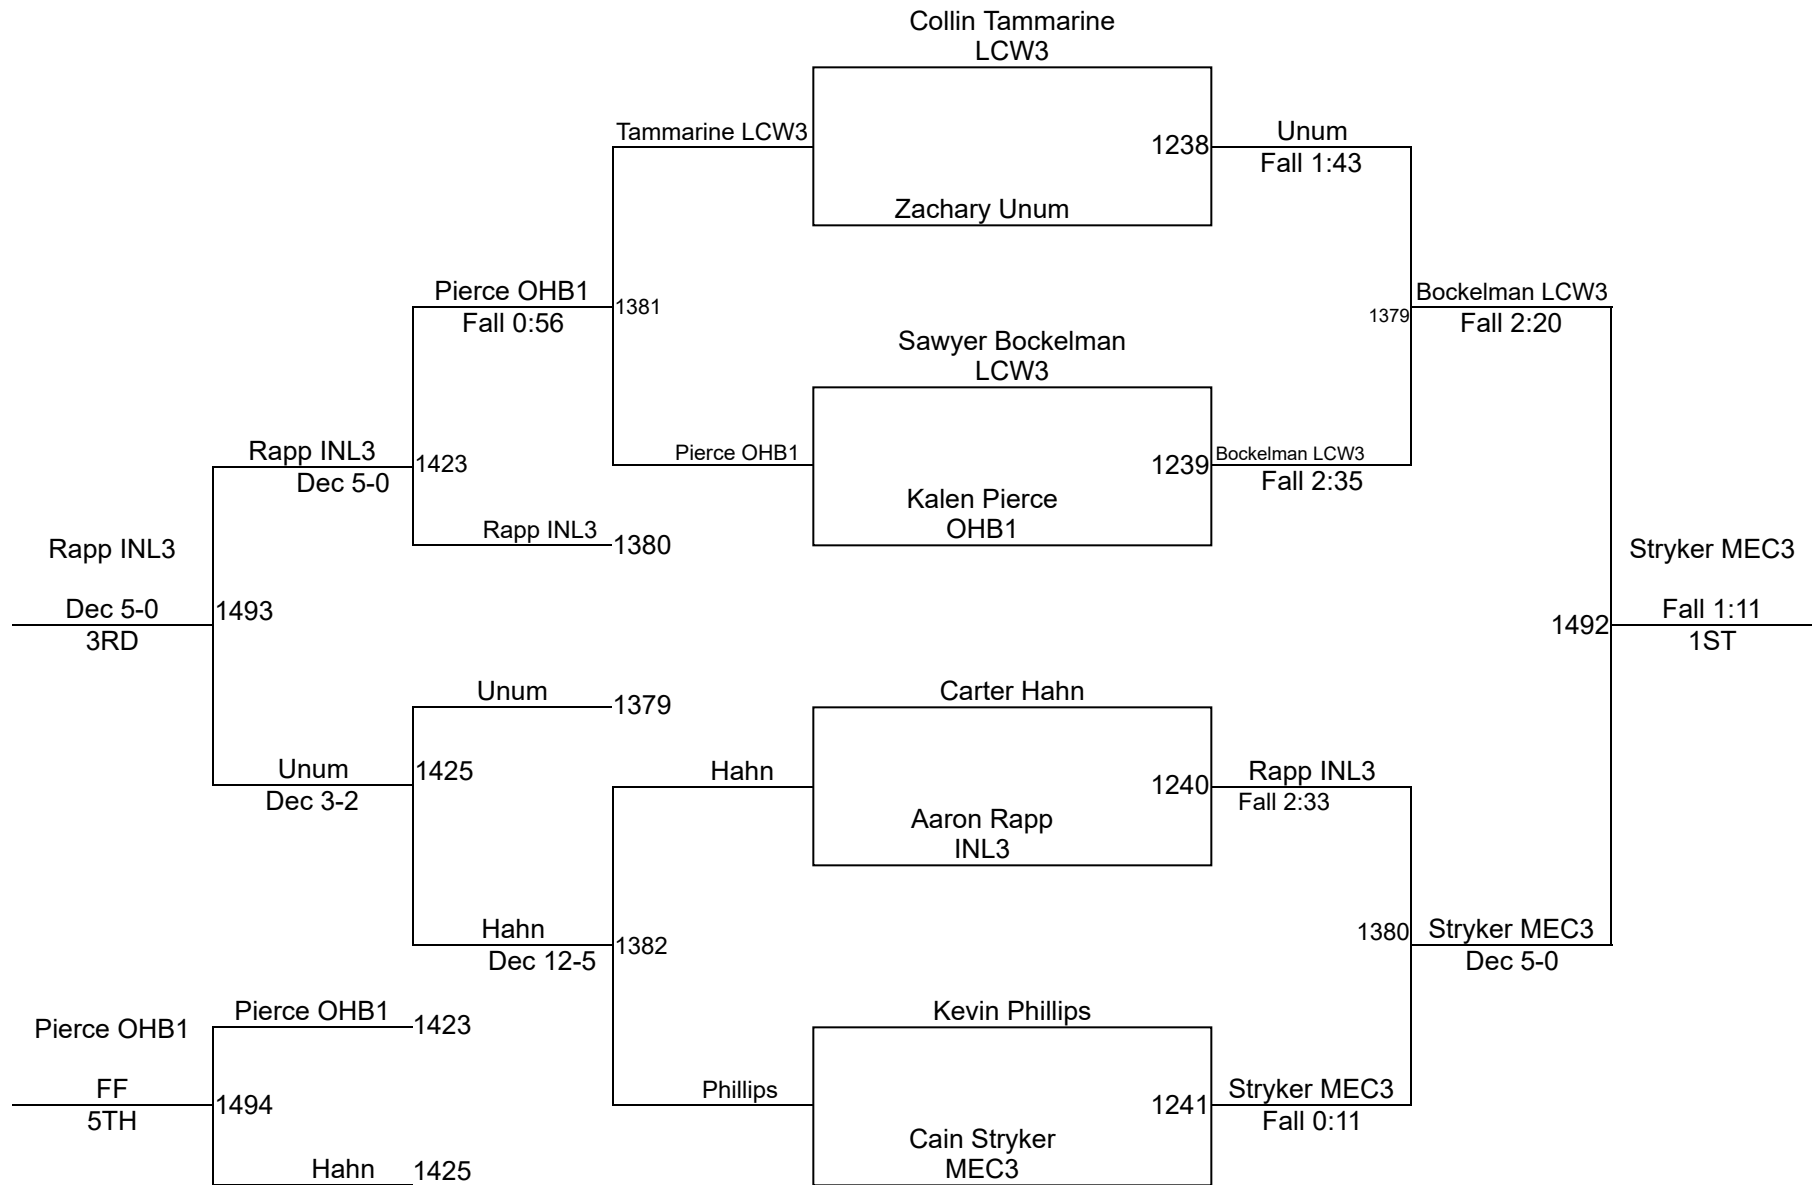 Collin Tammarine
LCW3
Tammarine LCW3
1238
Unum
Fall 1:43
Zachary Unum
Pierce OHB1
Fall 0:56
1381
1379
Bockelman LCW3
Fall 2:20
Sawyer Bockelman
LCW3
Rapp INL3
Dec 5-0
1423
Pierce OHB1
1239
Bockelman LCW3
Fall 2:35
Kalen Pierce
OHB1
Rapp INL3
1380
Rapp INL3
Dec 5-0
3RD
1493
Stryker MEC3
1492
Fall 1:11
1ST
Unum
1379
Carter Hahn
Unum
Dec 3-2
1425
Hahn
1240
Rapp INL3
Fall 2:33
Aaron Rapp
INL3
Hahn
Dec 12-5
1382
1380
Stryker MEC3
Dec 5-0
Pierce OHB1
1423
Kevin Phillips
Pierce OHB1
FF
5TH
1494
Phillips
1241
Stryker MEC3
Fall 0:11
Cain Stryker
MEC3
Hahn
1425